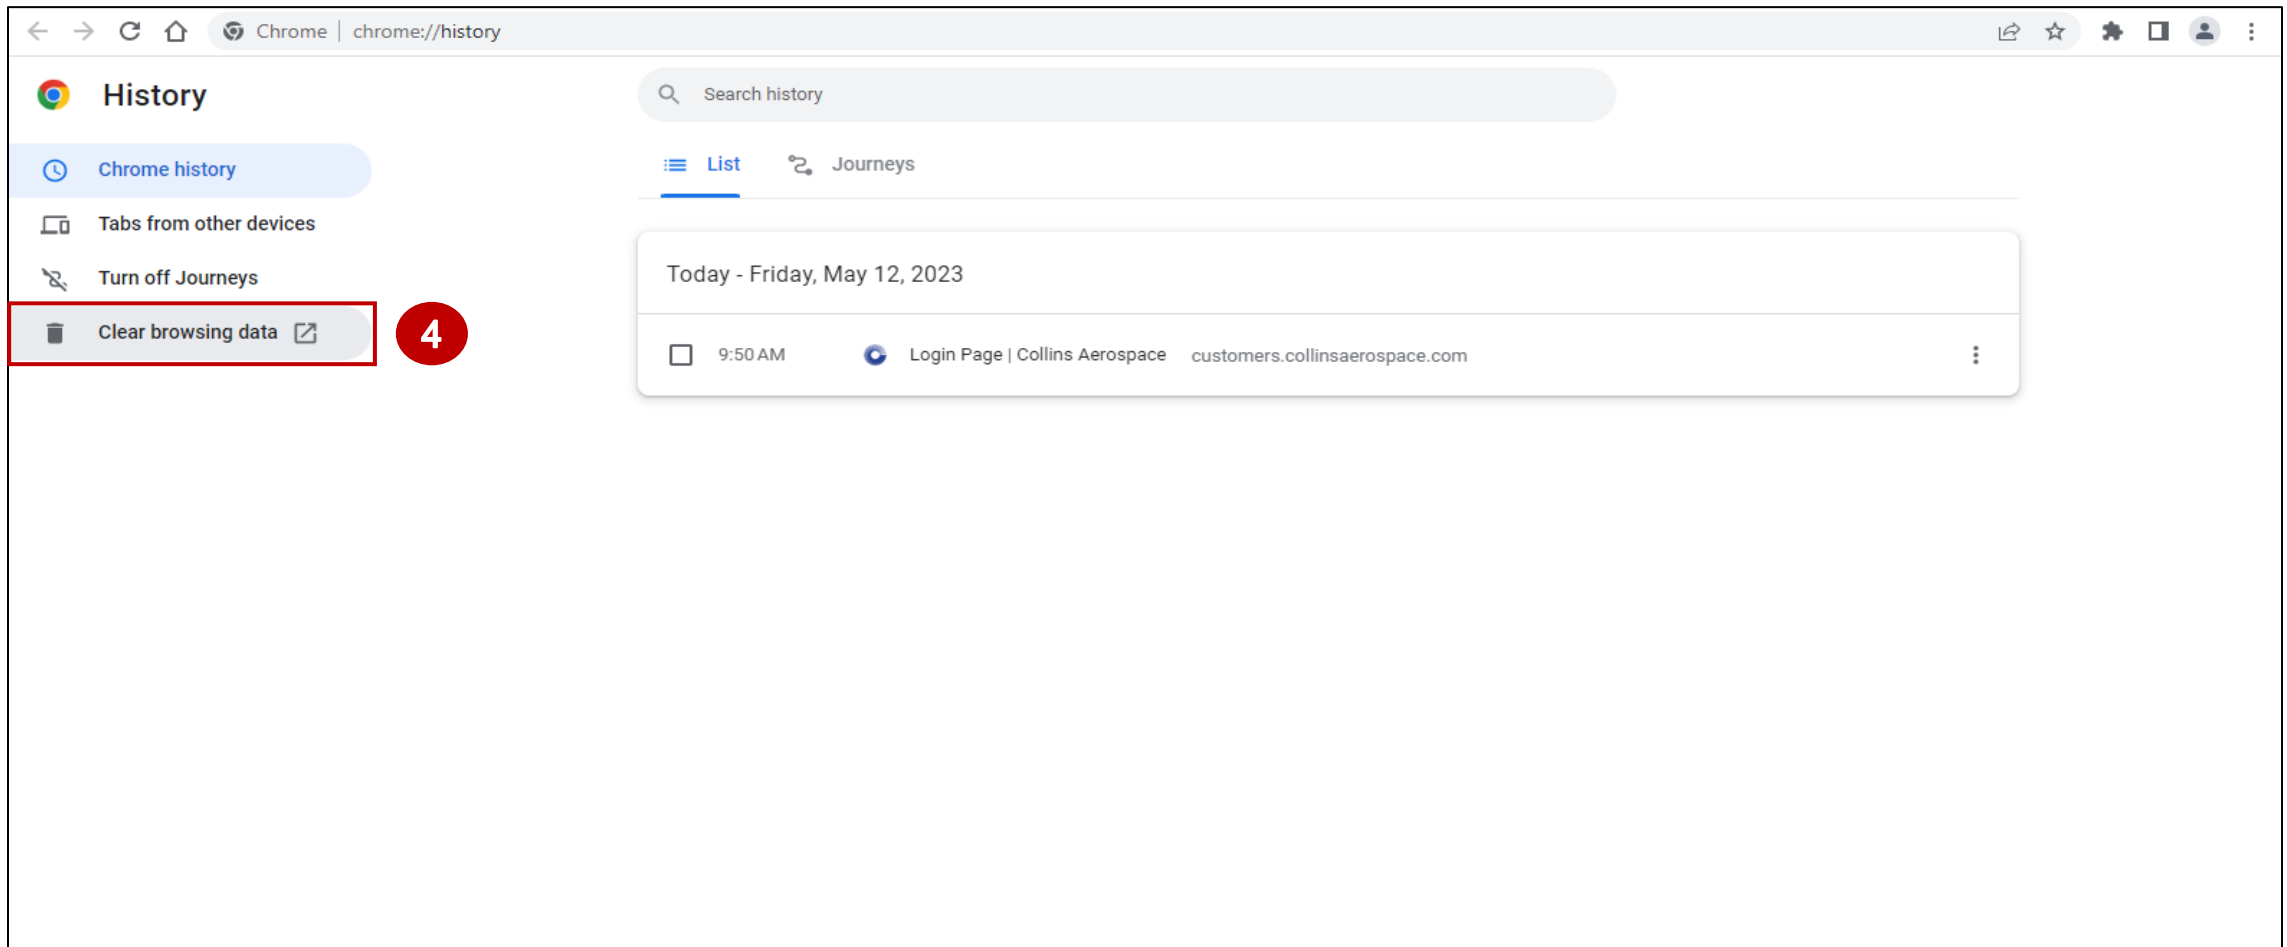 Chrome | chrome://history
History
Search history
Chrome history
List
Journeys
Tabs from other devices
Turn off Journeys
Today - Friday, May 12, 2023
Clear browsing data
4
9:50 AM
Login Page | Collins Aerospace
customers.collinsaerospace.com